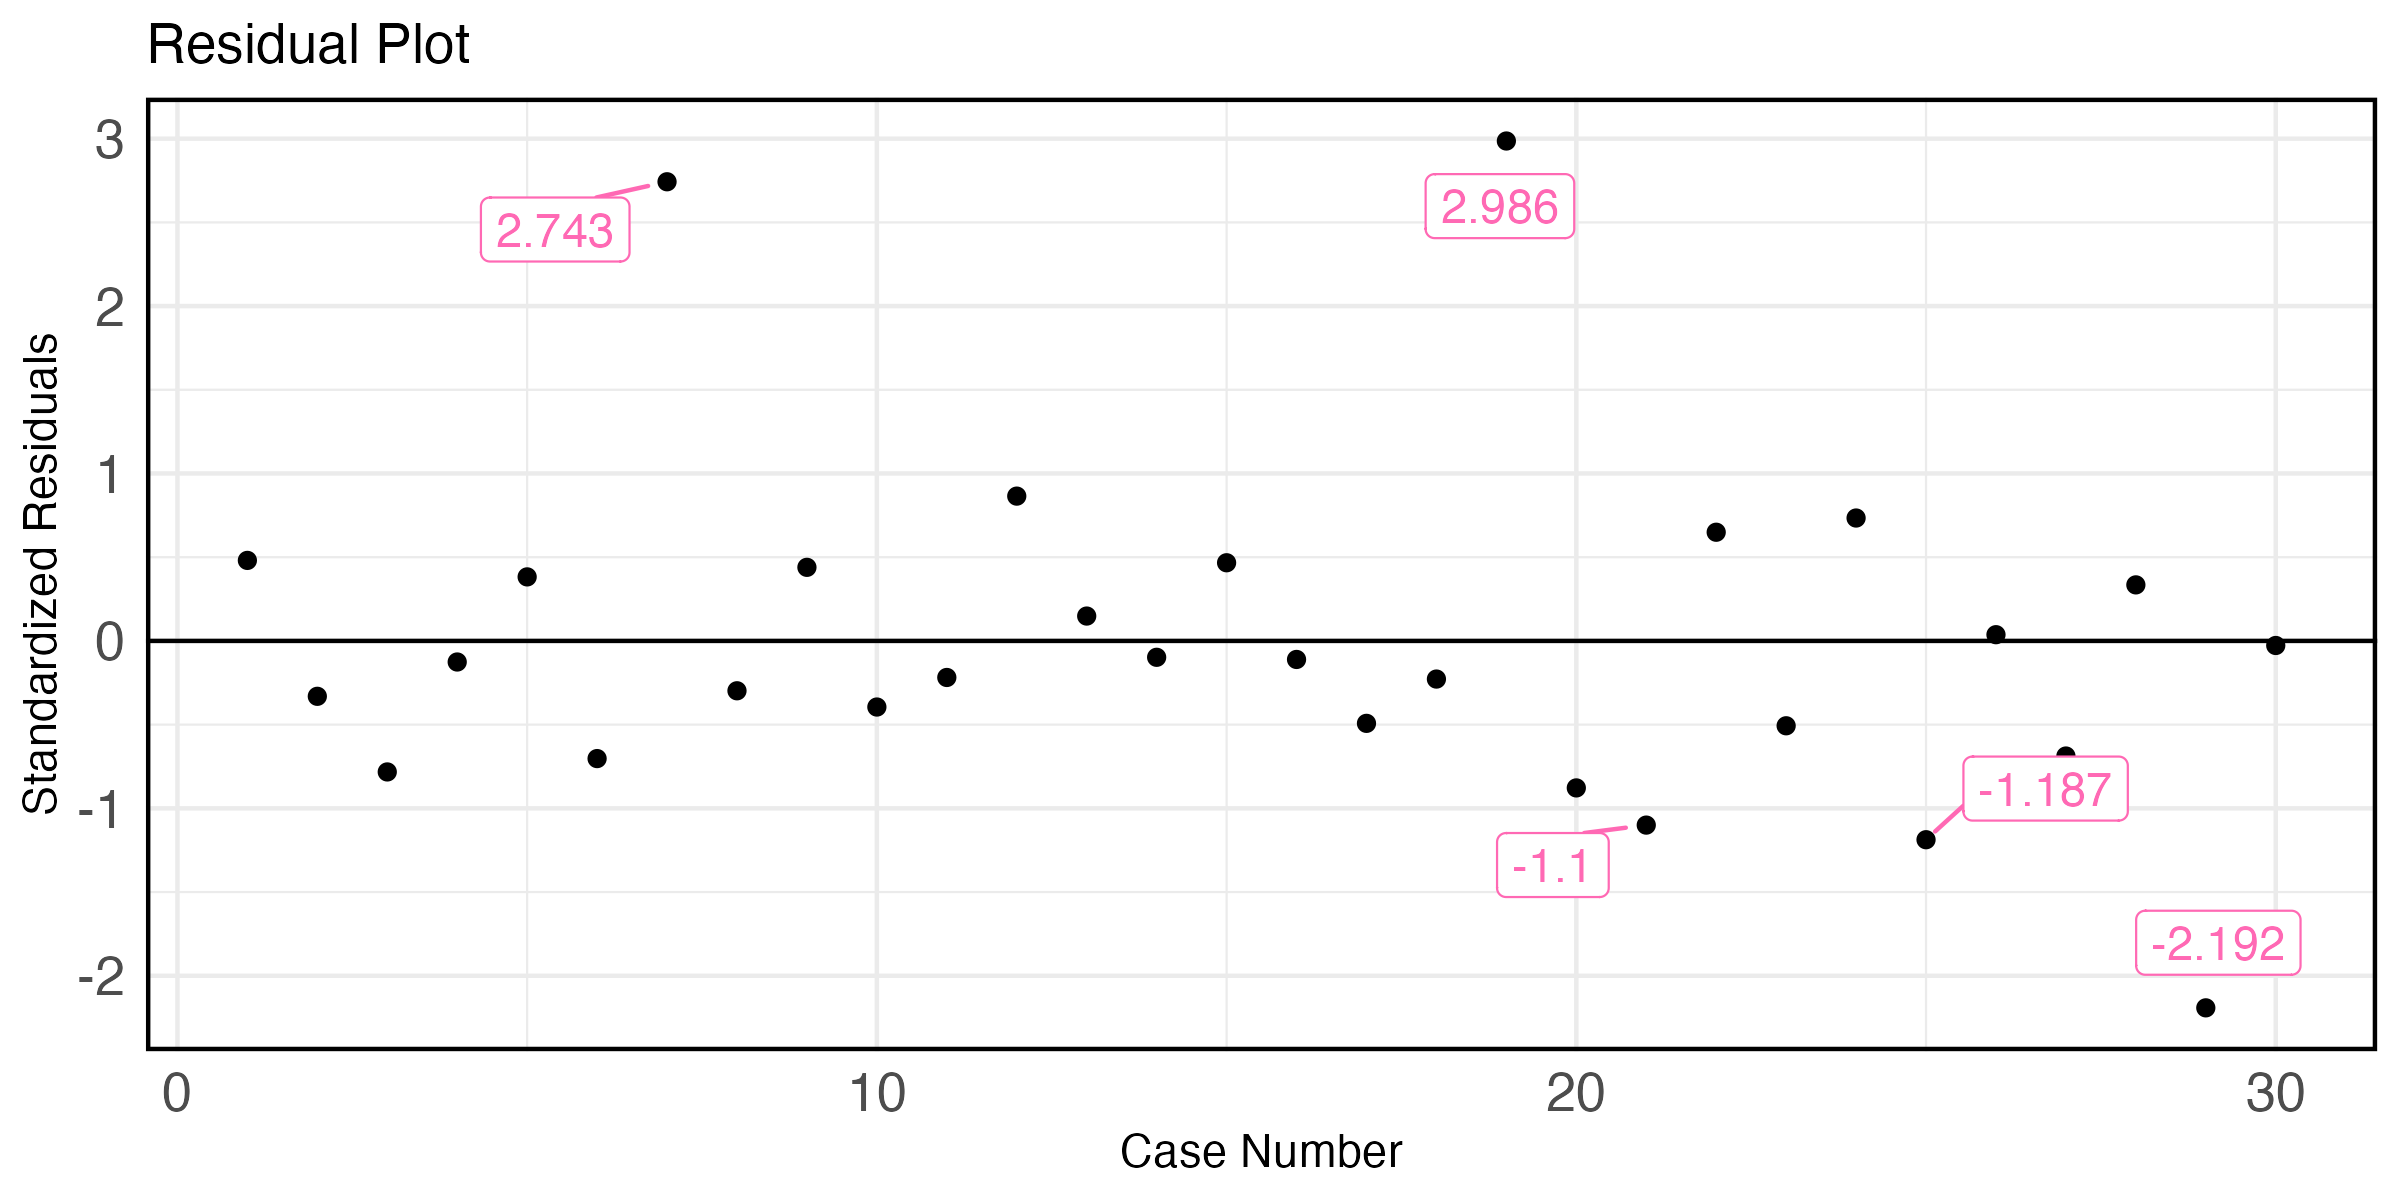 Residual Plot
Standardized Residuals
3
2
1
0
-1
-2
2.743
2.986
-1.187
-1.1
-2.192
0 10 20 30
Case Number